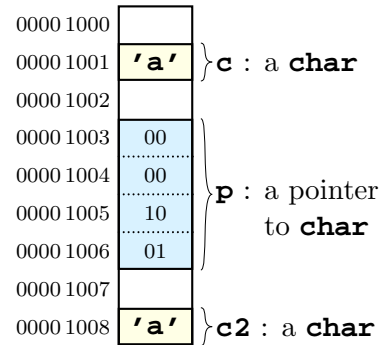 0000 1000
0000 1001 'a' c : a char
0000 1002
0000 1003 00
0000 1004 00
p : a pointer
0000 1005 10
to char
0000 1006 01
0000 1007
0000 1008 'a' c2 : a char